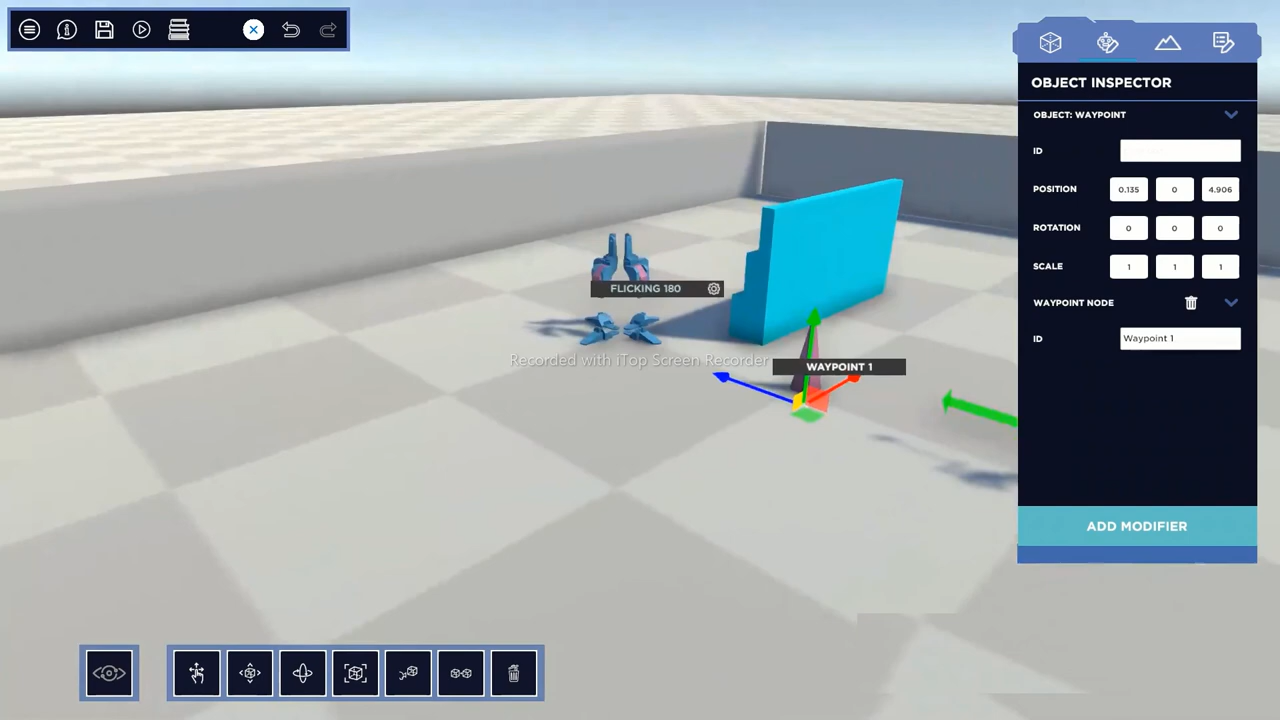 OBJECT INSPECTOR
OBJECT: WAYPOINT
ID
POSITION 0.135 0 4.906
ROTATION 0 0 0
SCALE 1 1 1
WAYPOINT NODE
ID Waypoint 1
ADD MODIFIER
FLICKING 180
Recorded with iTop Screen Recorder
WAYPOINT 1